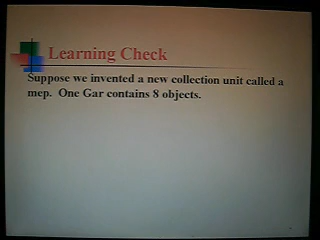 Learning Check
Suppose we invented a new collection unit called a
mep. One Gar contains 8 objects.